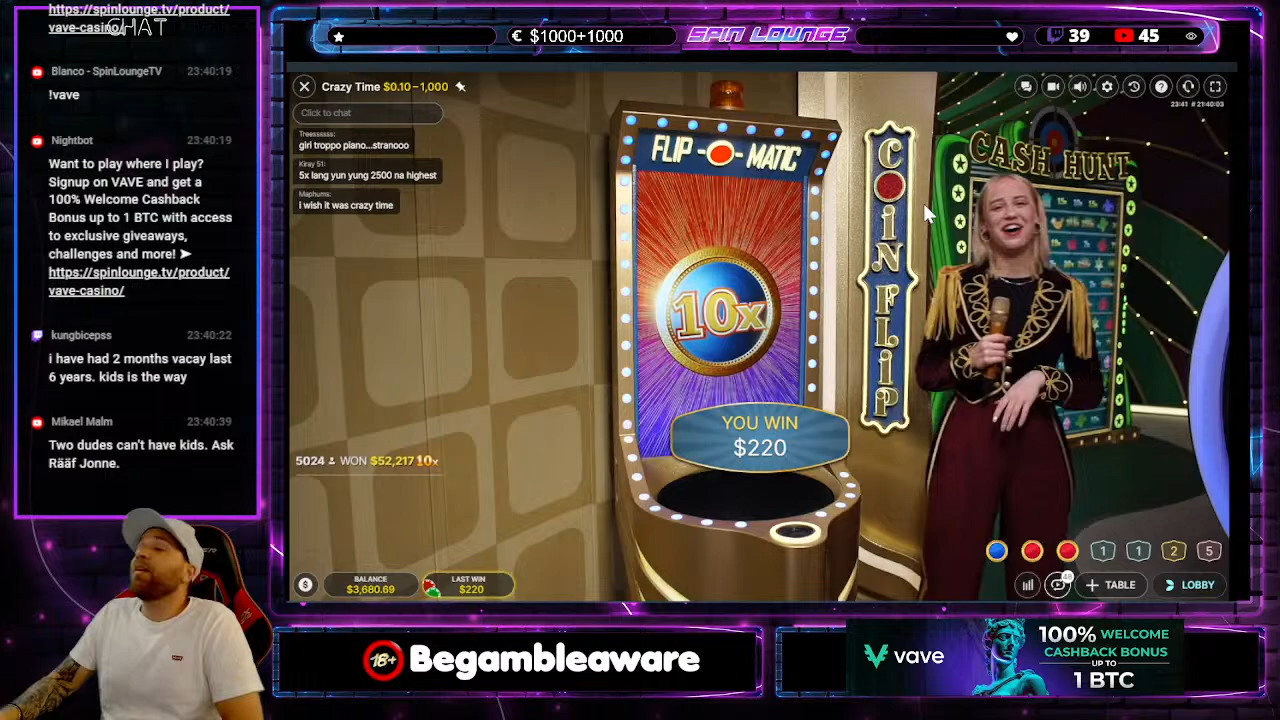 https://spinlounge.tv/product/
vave-casino/
CHAT
Blanco - SpinLoungeTV 23:40:19
!vave
Nightbot 23:40:19
Want to play where I play?
Signup on VAVE and get a
100% Welcome Cashback
Bonus up to 1 BTC with access
to exclusive giveaways,
challenges and more! ➤
https://spinlounge.tv/product/
vave-casino/
kungbicepss 23:40:22
i have had 2 months vacay last
6 years. kids is the way
Mikael Malm 23:40:39
Two dudes can't have kids. Ask
Rääf Jonne.
€ $1000+1000
SPIN LOUNGE
39
45
Crazy Time $0.10–1,000
Click to chat
Treessssss:
giri troppo piano...stranooo
Kiray 51:
5x lang yun yung 2500 na highest
Maphums:
i wish it was crazy time
23:41 # 21:40:03
FLIP-O-MATIC
10x
COIN FLIP
CASH HUNT
YOU WIN
$220
5024 WON $52,217 10x
1
1
2
5
BALANCE
$3,680.69
LAST WIN
$220
48
+ TABLE
LOBBY
18+
Begambleaware
vave
100% WELCOME
CASHBACK BONUS
UP TO
1 BTC